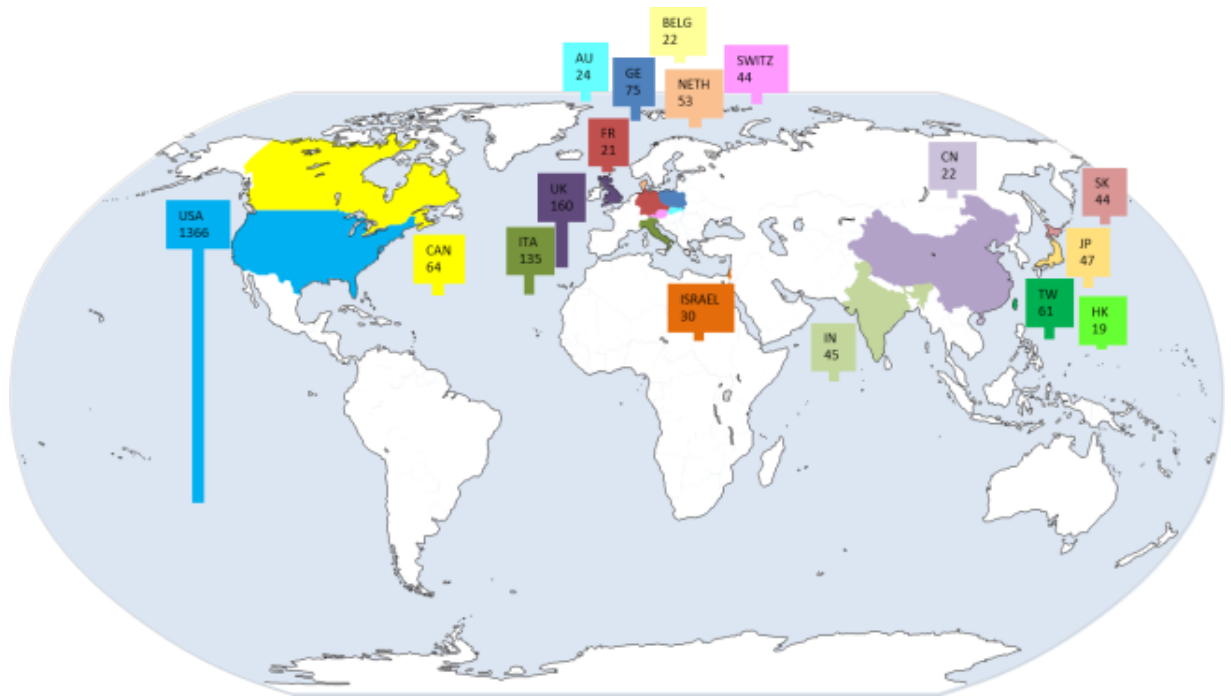 BELG
22
AU
24
GE
75
NETH
53
SWITZ
44
FR
21
CN
22
UK
160
SK
44
USA
1366
ITA
135
CAN
64
JP
47
ISRAEL
30
TW
61
HK
19
IN
45